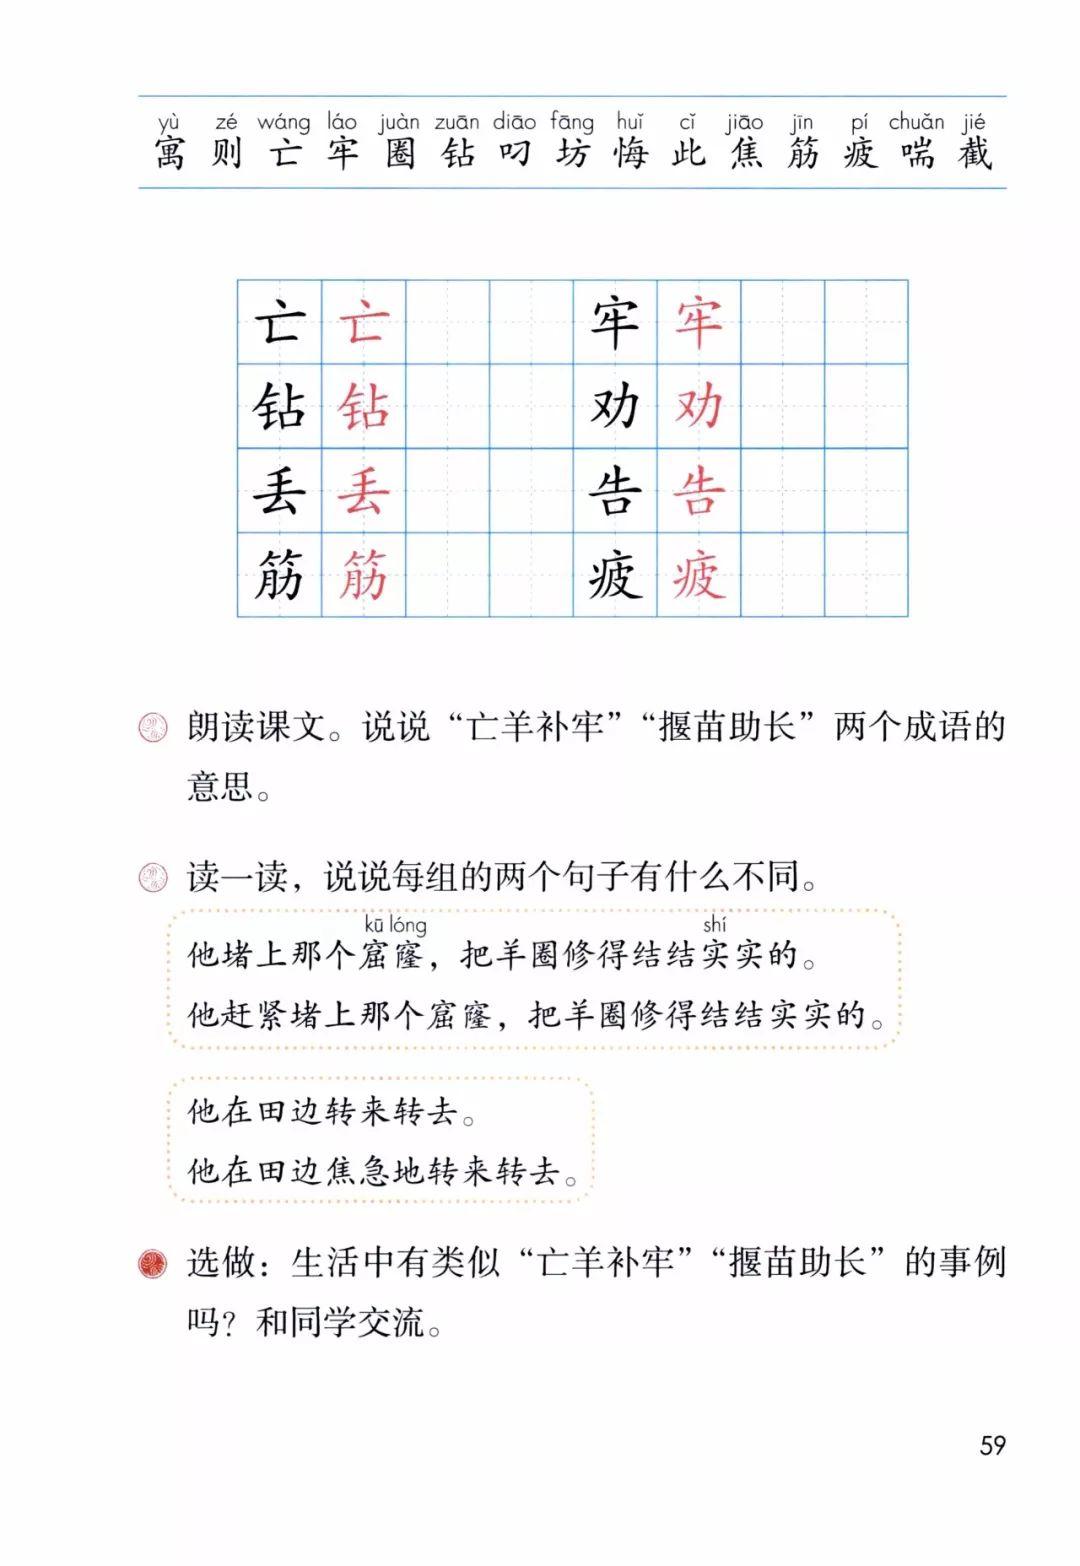 yù zé wáng láo juàn zuān diāo fāng huǐ cǐ jiāo jīn pí chuǎn jié
寓 则 亡 牢 圈 钻 叼 坊 悔 此 焦 筋 疲 喘 截
亡 亡 牢 牢
钻 钻 劝 劝
丢 丢 告 告
筋 筋 疲 疲
朗读课文。说说“亡羊补牢”“揠苗助长”两个成语的
意思。
读一读，说说每组的两个句子有什么不同。
kū lóng shí
他堵上那个窟窿，把羊圈修得结结实实的。
他赶紧堵上那个窟窿，把羊圈修得结结实实的。
他在田边转来转去。
他在田边焦急地转来转去。
选做：生活中有类似“亡羊补牢”“揠苗助长”的事例
吗？和同学交流。
59